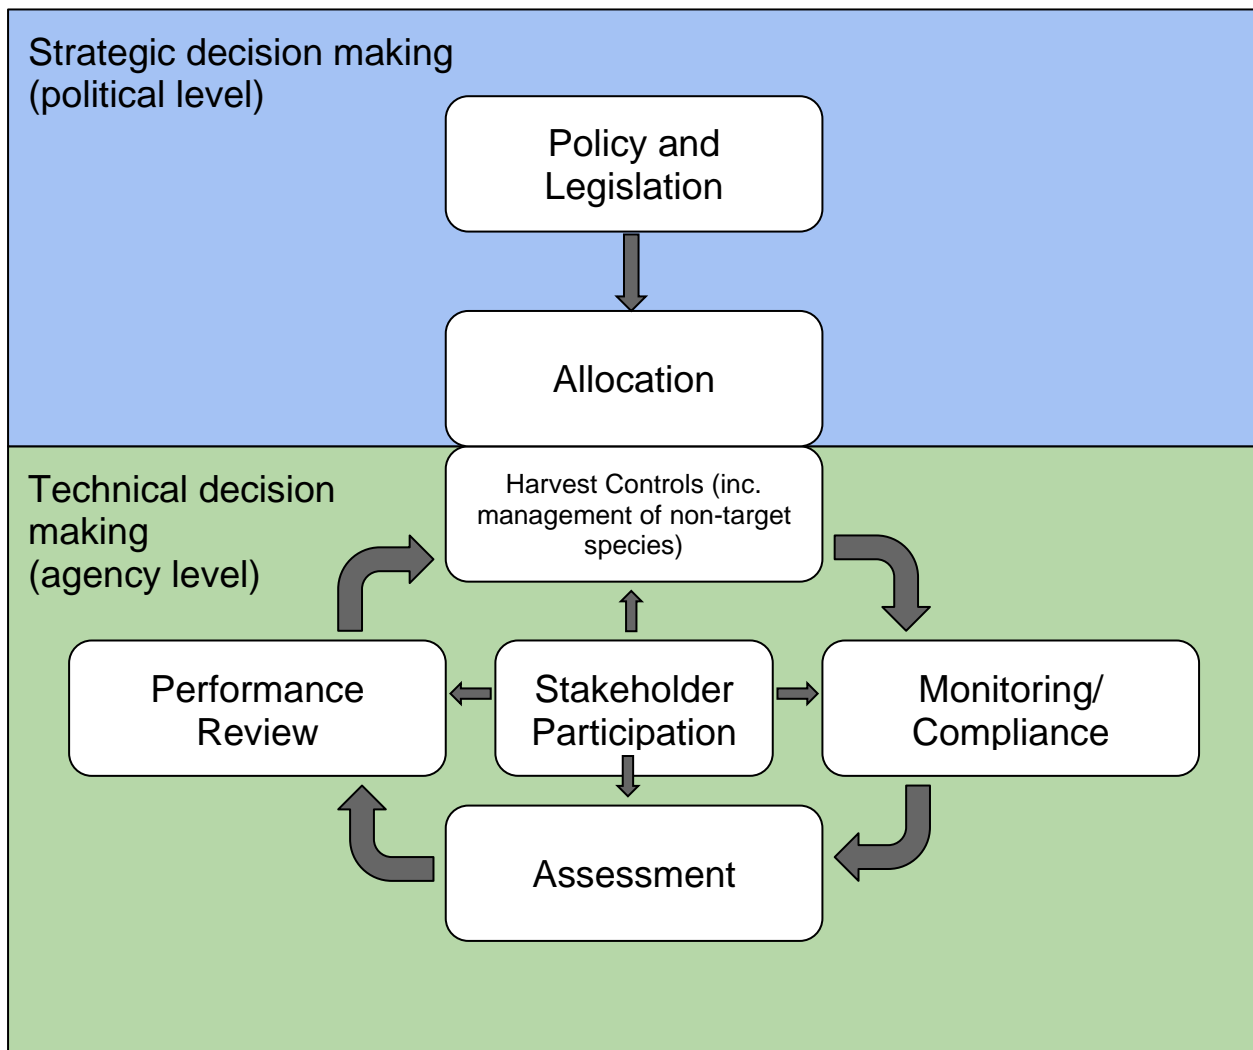 Strategic decision making
(political level)
Policy and
Legislation
Allocation
Technical decision
making
(agency level)
Harvest Controls (inc.
management of non-target
species)
Performance
Review
Stakeholder
Participation
Monitoring/
Compliance
Assessment